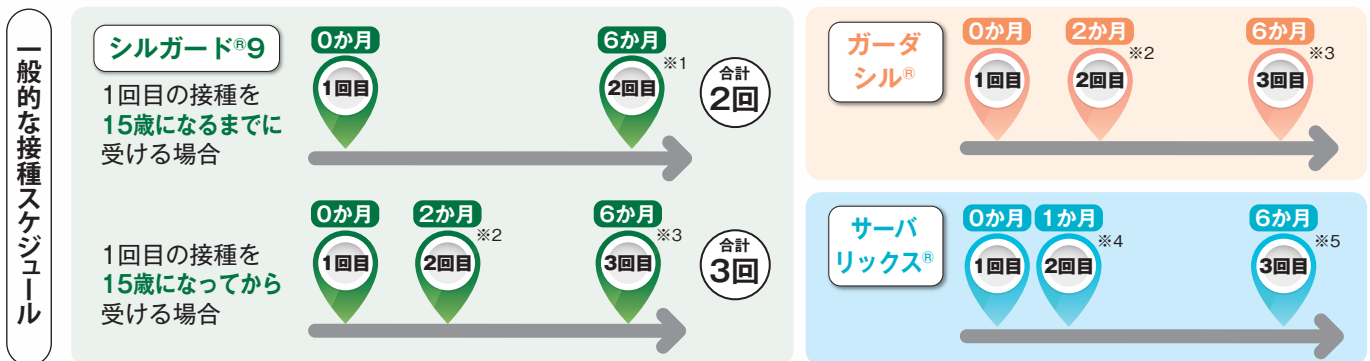 一般的な接種スケジュール
シルガード®9
1回目の接種を
15歳になるまでに
受ける場合
0か月
1回目
6か月
※1
2回目
合計
2回
1回目の接種を
15歳になってから
受ける場合
0か月
1回目
2か月
※2
2回目
6か月
※3
3回目
合計
3回
ガーダ
シル®
0か月
1回目
2か月
※2
2回目
6か月
※3
3回目
サーバ
リックス®
0か月
1回目
1か月
※4
2回目
6か月
※5
3回目